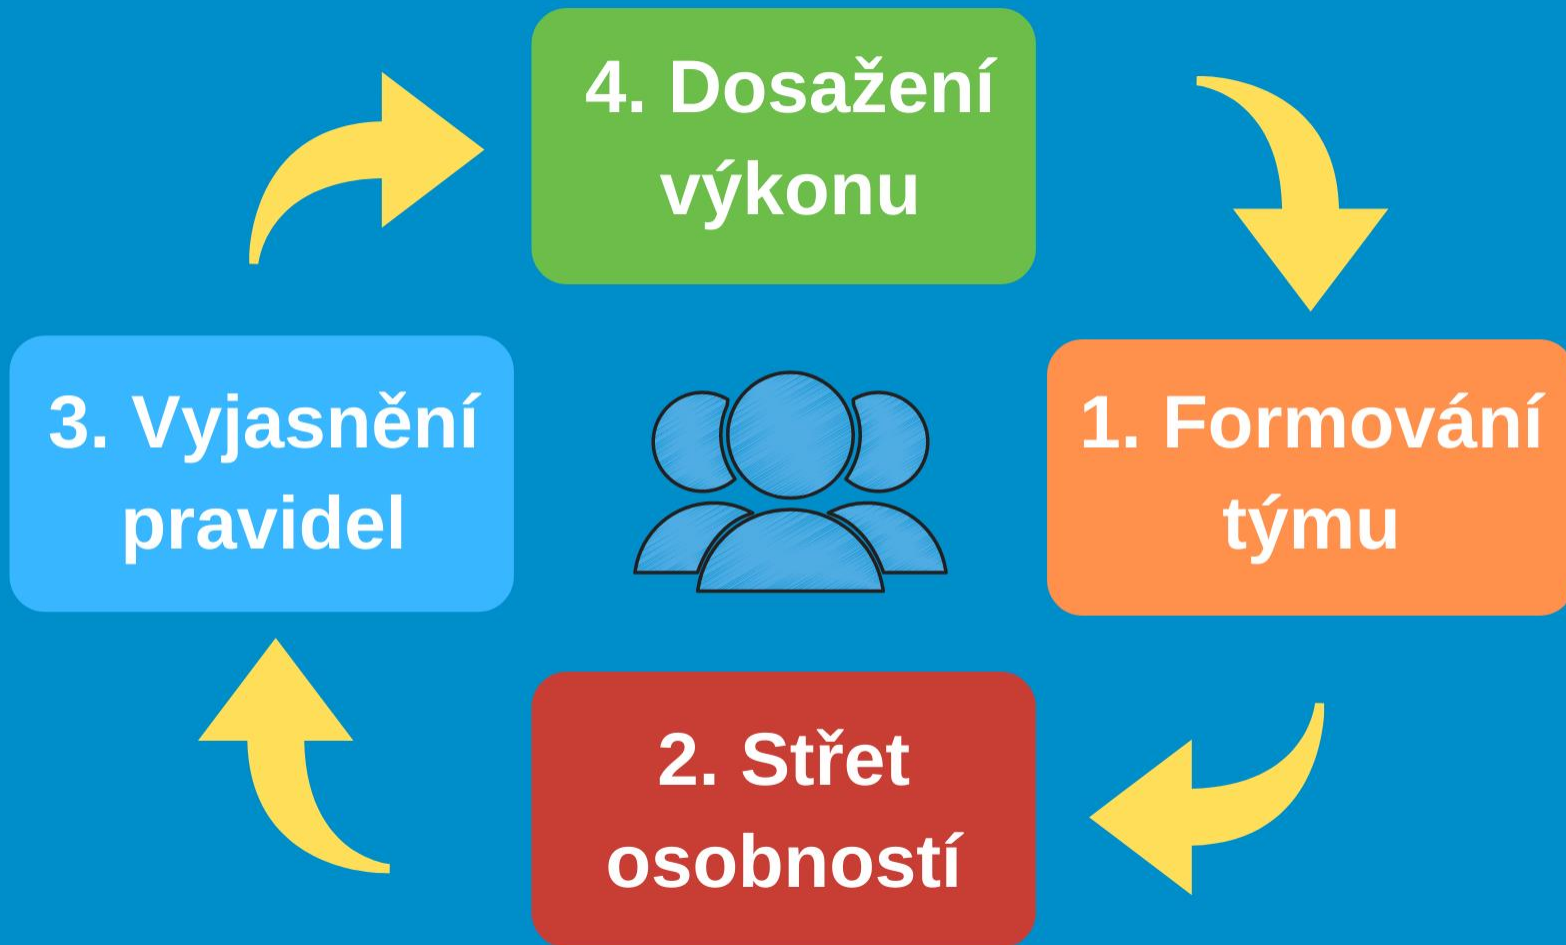 4. Dosažení
výkonu
3. Vyjasnění
pravidel
1. Formování
týmu
2. Střet
osobností